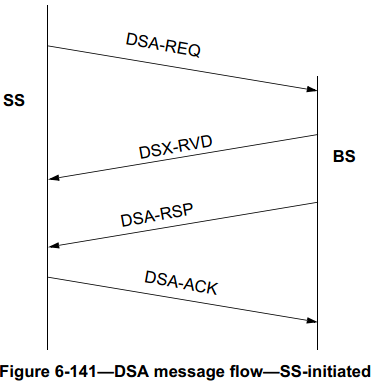 DSA-REQ
SS
DSX-RVD
BS
DSA-RSP
DSA-ACK
Figure 6-141—DSA message flow—SS-initiated